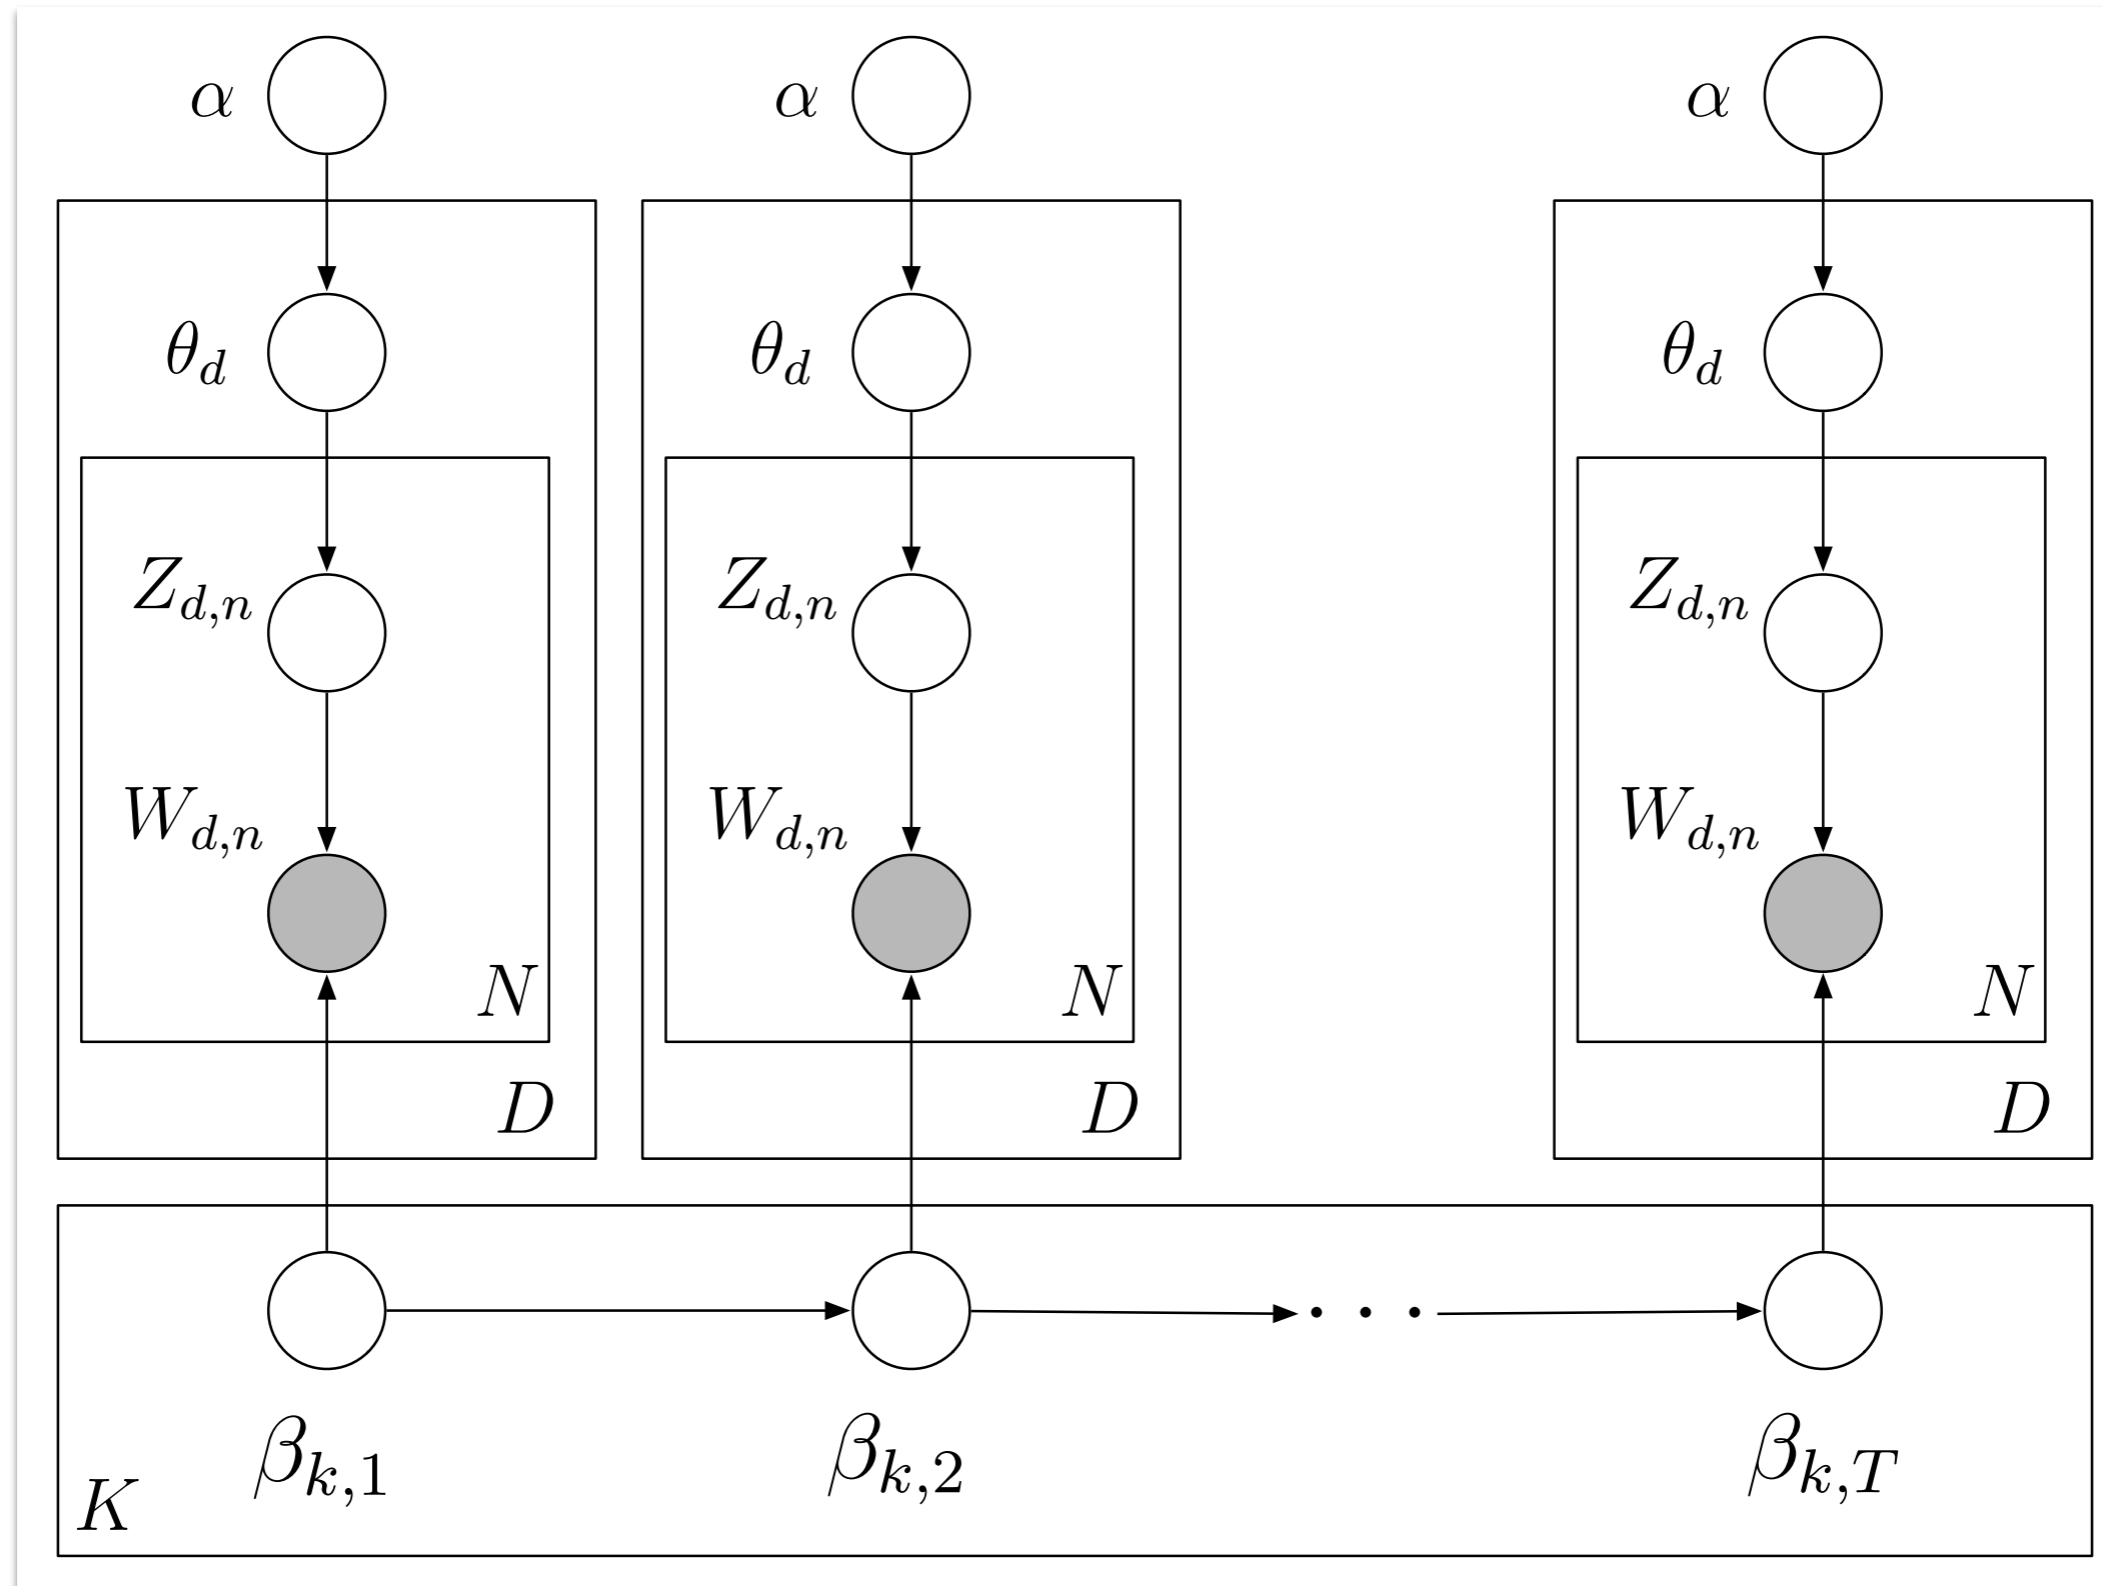 α α α
θ_d θ_d θ_d
Z_{d,n} Z_{d,n} Z_{d,n}
W_{d,n} W_{d,n} W_{d,n}
N N N
D D D
· · ·
β_{k,1} β_{k,2} β_{k,T}
K